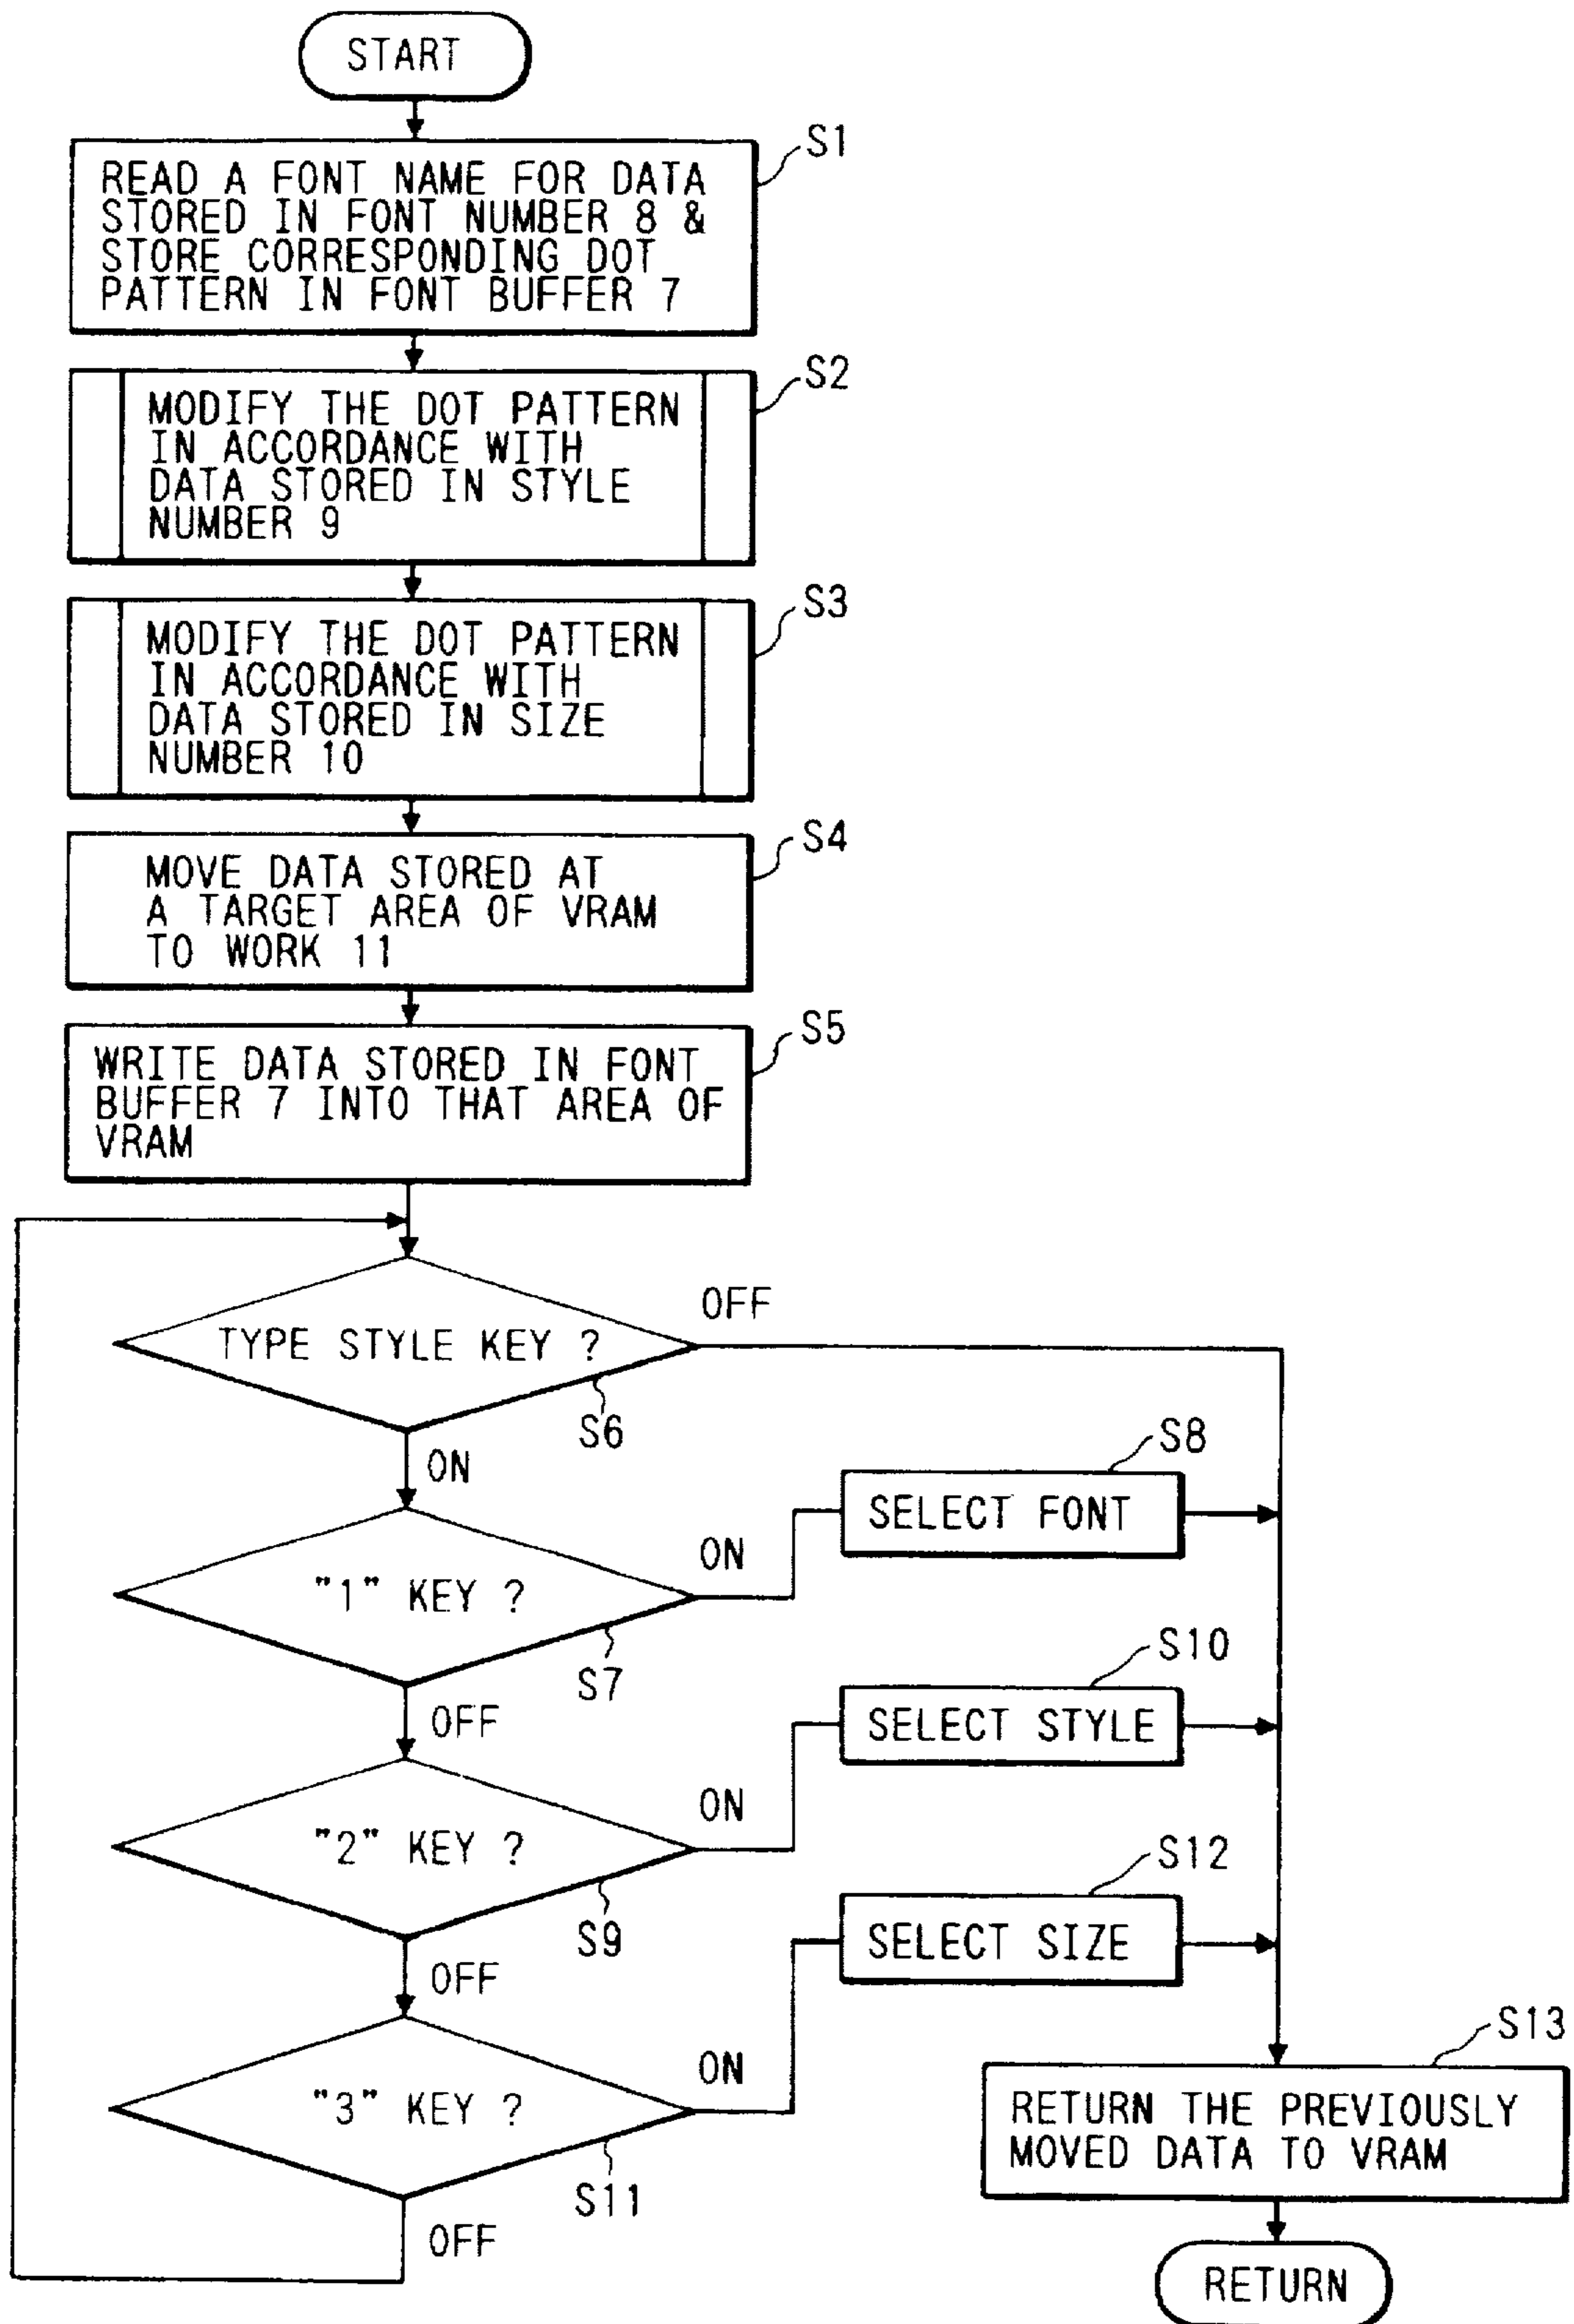 START
S1
READ A FONT NAME FOR DATA
STORED IN FONT NUMBER 8 &
STORE CORRESPONDING DOT
PATTERN IN FONT BUFFER 7
S2
MODIFY THE DOT PATTERN
IN ACCORDANCE WITH
DATA STORED IN STYLE
NUMBER 9
S3
MODIFY THE DOT PATTERN
IN ACCORDANCE WITH
DATA STORED IN SIZE
NUMBER 10
S4
MOVE DATA STORED AT
A TARGET AREA OF VRAM
TO WORK 11
S5
WRITE DATA STORED IN FONT
BUFFER 7 INTO THAT AREA OF
VRAM
OFF
TYPE STYLE KEY ?
S6
ON
S8
SELECT FONT
ON
"1" KEY ?
S7
OFF
S10
SELECT STYLE
ON
"2" KEY ?
S9
OFF
S12
SELECT SIZE
ON
"3" KEY ?
S11
OFF
S13
RETURN THE PREVIOUSLY
MOVED DATA TO VRAM
RETURN